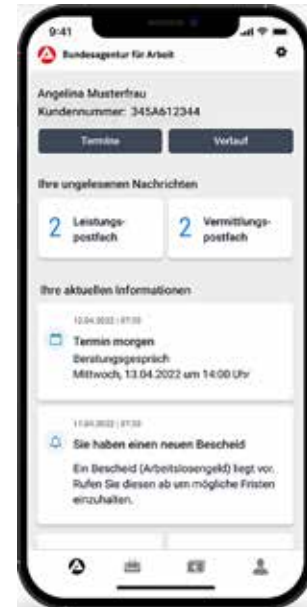 9:41
Bundesagentur für Arbeit
Angelina Musterfrau
Kundennummer: 345A612344
Termine
Verlauf
Ihre ungelesenen Nachrichten
2 Leistungs-
postfach
2 Vermittlungs-
postfach
Ihre aktuellen Informationen
12.04.2022 | 07:33
Termin morgen
Beratungsgespräch
Mittwoch, 13.04.2022 um 14:00 Uhr
11.04.2022 | 07:33
Sie haben einen neuen Bescheid
Ein Bescheid (Arbeitslosengeld) liegt vor.
Rufen Sie diesen ab um mögliche Fristen
einzuhalten.